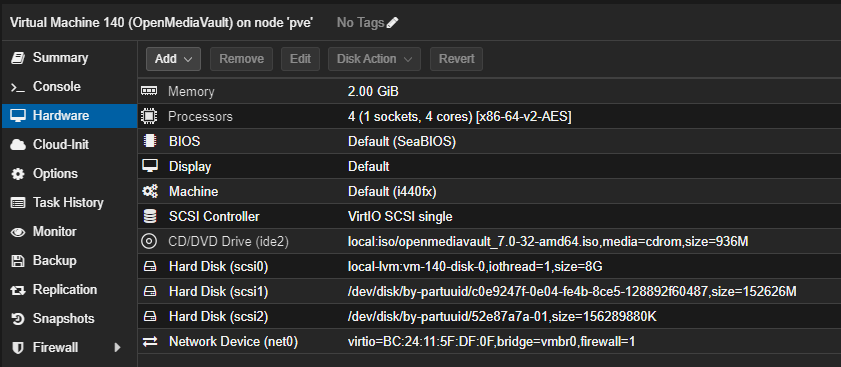 Virtual Machine 140 (OpenMediaVault) on node 'pve' No Tags
Summary
Console
Hardware
Cloud-Init
Options
Task History
Monitor
Backup
Replication
Snapshots
Firewall
Add Remove Edit Disk Action Revert
Memory 2.00 GiB
Processors 4 (1 sockets, 4 cores) [x86-64-v2-AES]
BIOS Default (SeaBIOS)
Display Default
Machine Default (i440fx)
SCSI Controller VirtIO SCSI single
CD/DVD Drive (ide2) local:iso/openmediavault_7.0-32-amd64.iso,media=cdrom,size=936M
Hard Disk (scsi0) local-lvm:vm-140-disk-0,iothread=1,size=8G
Hard Disk (scsi1) /dev/disk/by-partuuid/c0e9247f-0e04-fe4b-8ce5-128892f60487,size=152626M
Hard Disk (scsi2) /dev/disk/by-partuuid/52e87a7a-01,size=156289880K
Network Device (net0) virtio=BC:24:11:5F:DF:0F,bridge=vmbr0,firewall=1